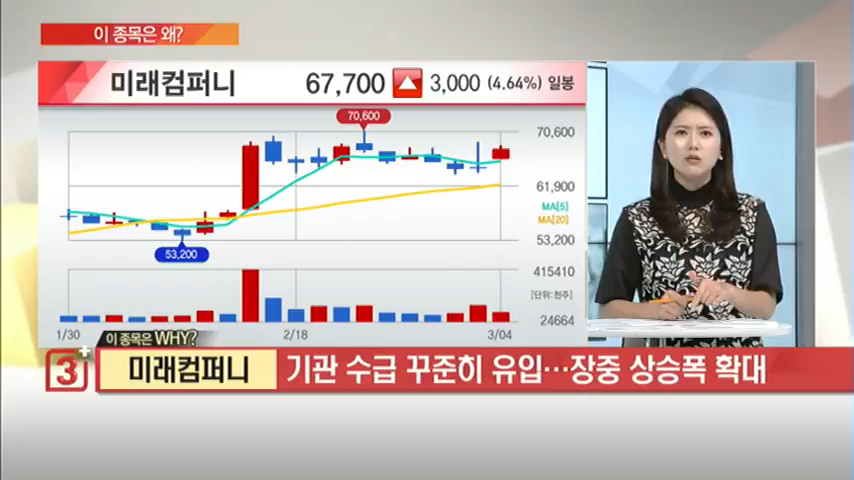 이 종목은 왜?
미래컴퍼니 67,700 3,000 (4.64%) 일봉
70,600
70,600
61,900
MA[5]
MA[20]
53,200
53,200
415410
[단위:천주]
24664
1/30 2/18 3/04
이 종목은 WHY?
3+ 미래컴퍼니 기관 수급 꾸준히 유입…장중 상승폭 확대